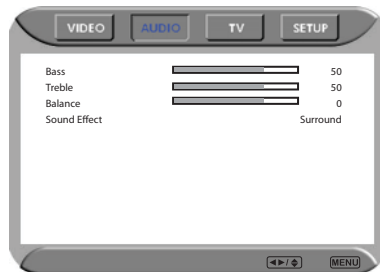 VIDEO AUDIO TV SETUP
Bass 50
Treble 50
Balance 0
Sound Effect Surround
MENU